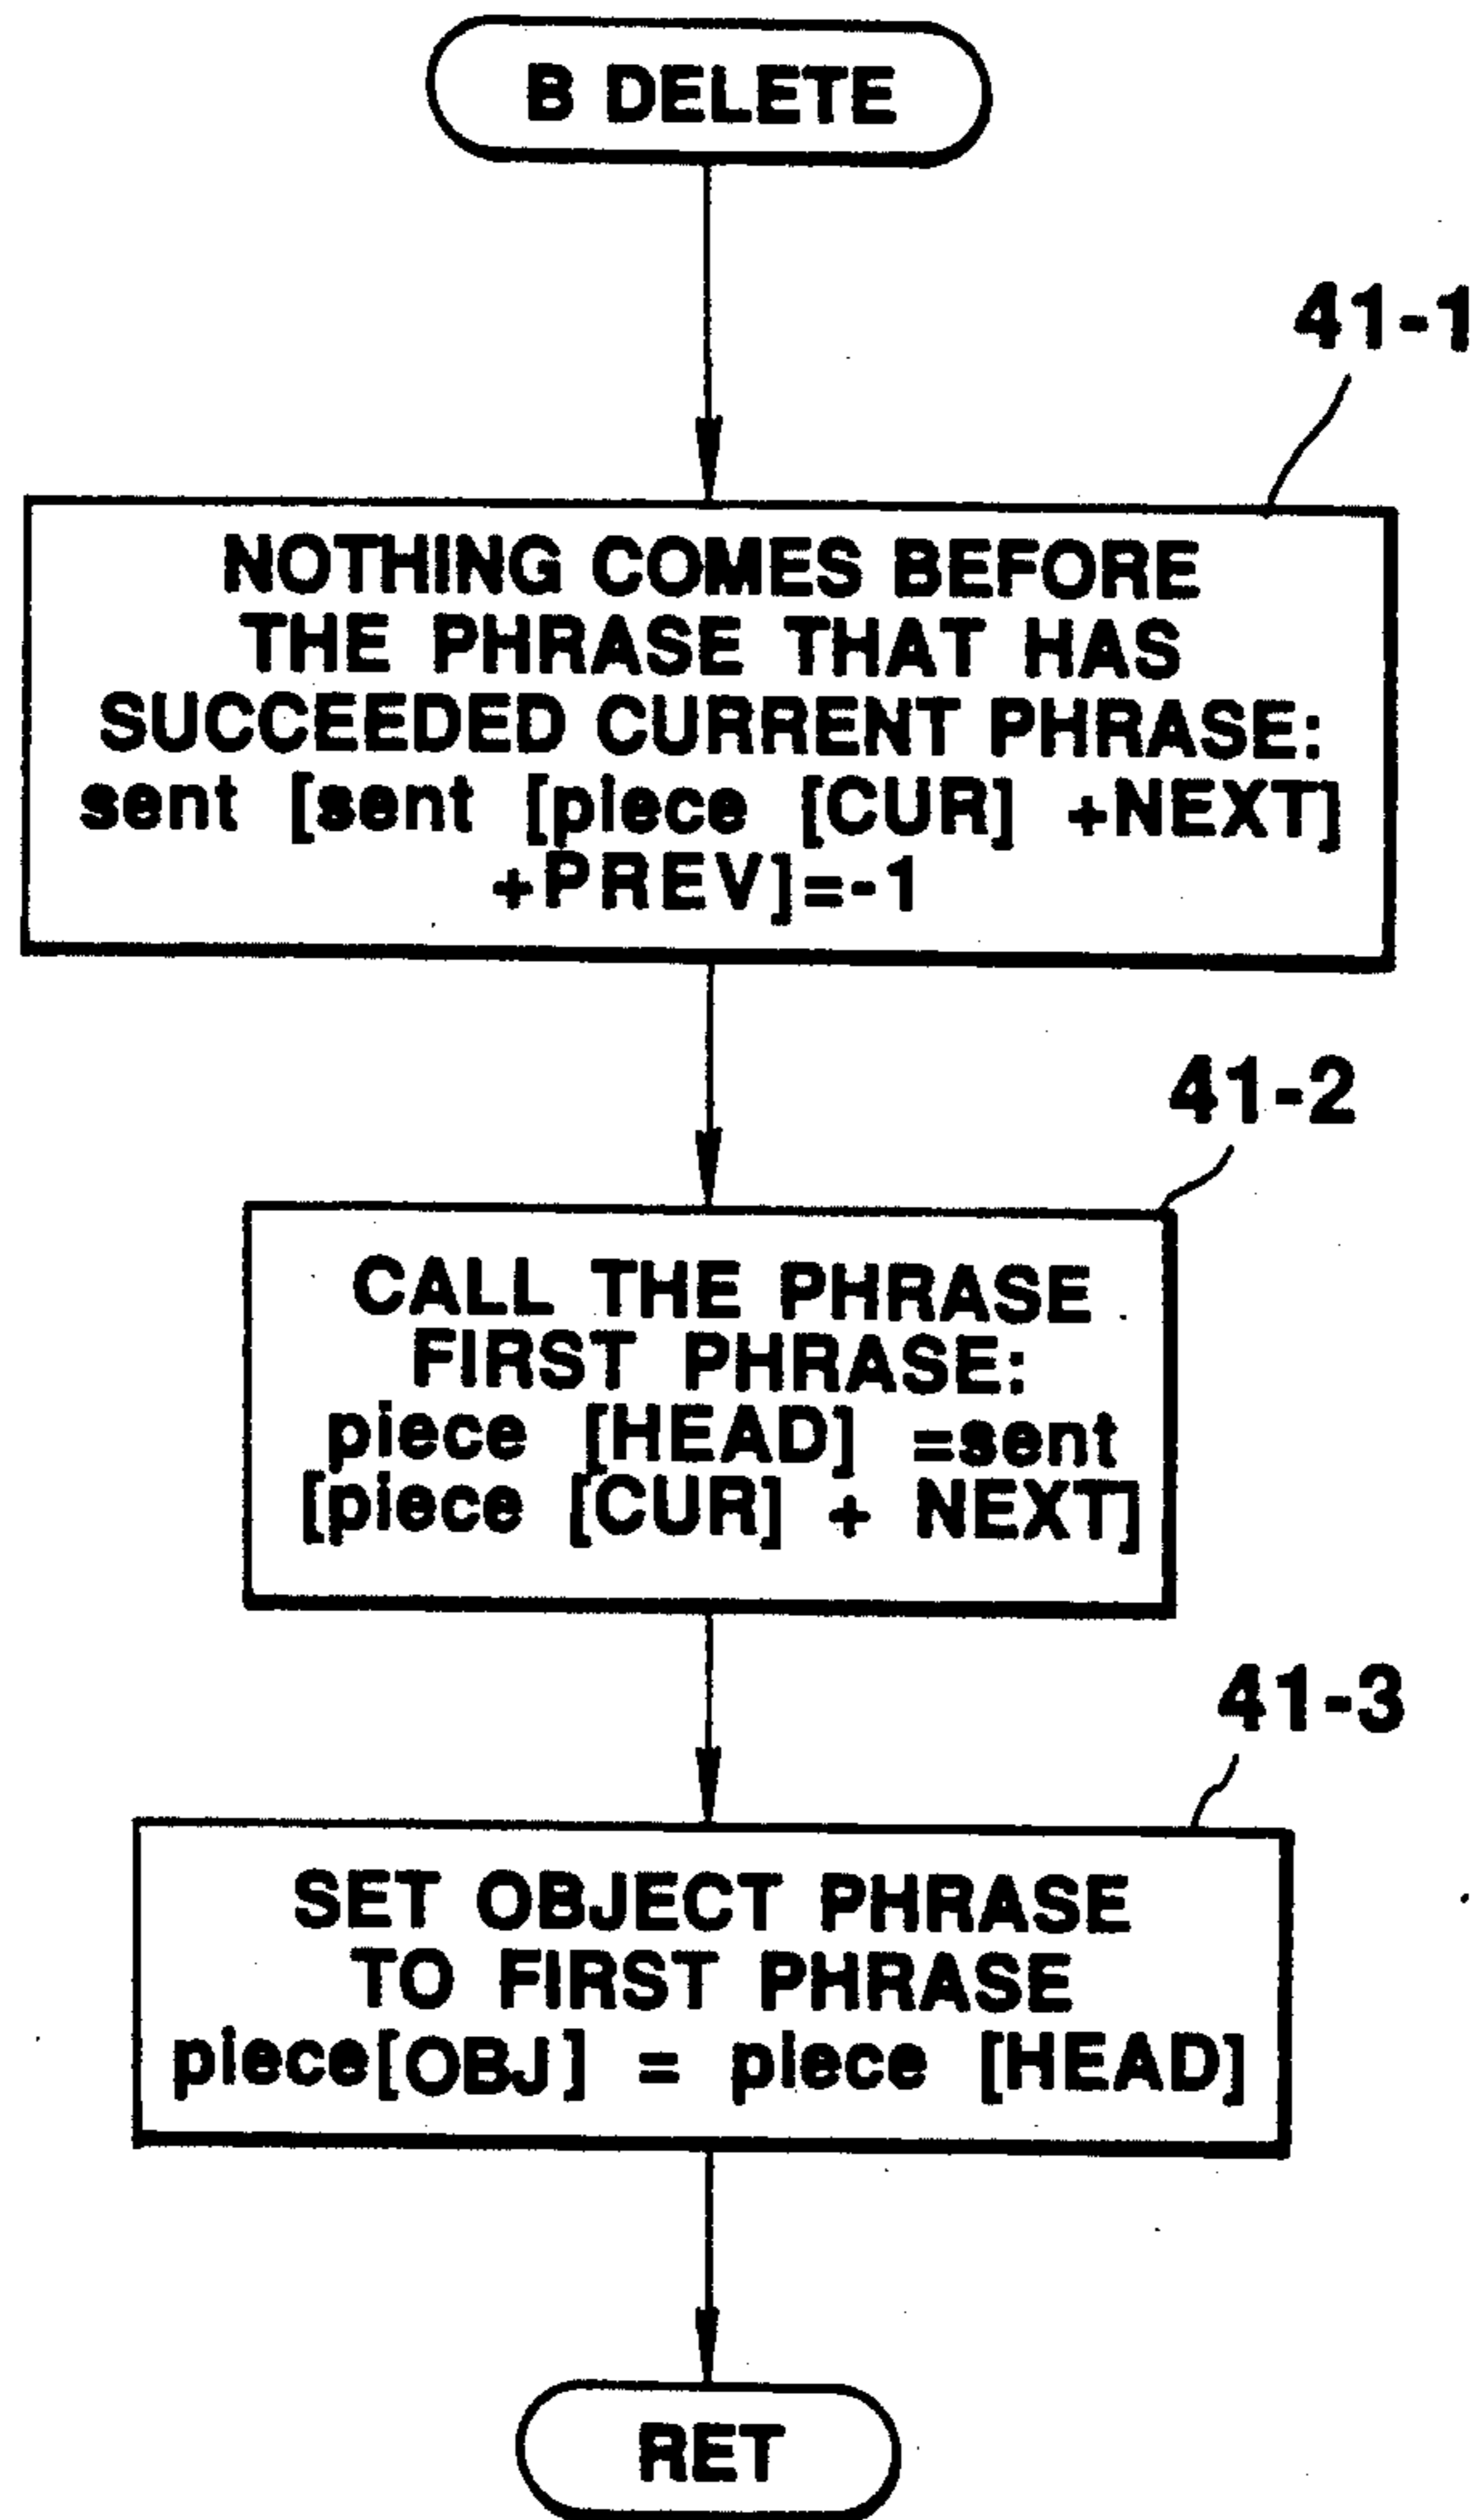 B DELETE
41-1
NOTHING COMES BEFORE
THE PHRASE THAT HAS
SUCCEEDED CURRENT PHRASE:
sent [sent [piece [CUR] +NEXT]
+PREV]=-1
41-2
CALL THE PHRASE
FIRST PHRASE;
piece [HEAD] =sent
[piece [CUR] + NEXT]
41-3
SET OBJECT PHRASE
TO FIRST PHRASE
piece[OBJ] = piece [HEAD]
RET